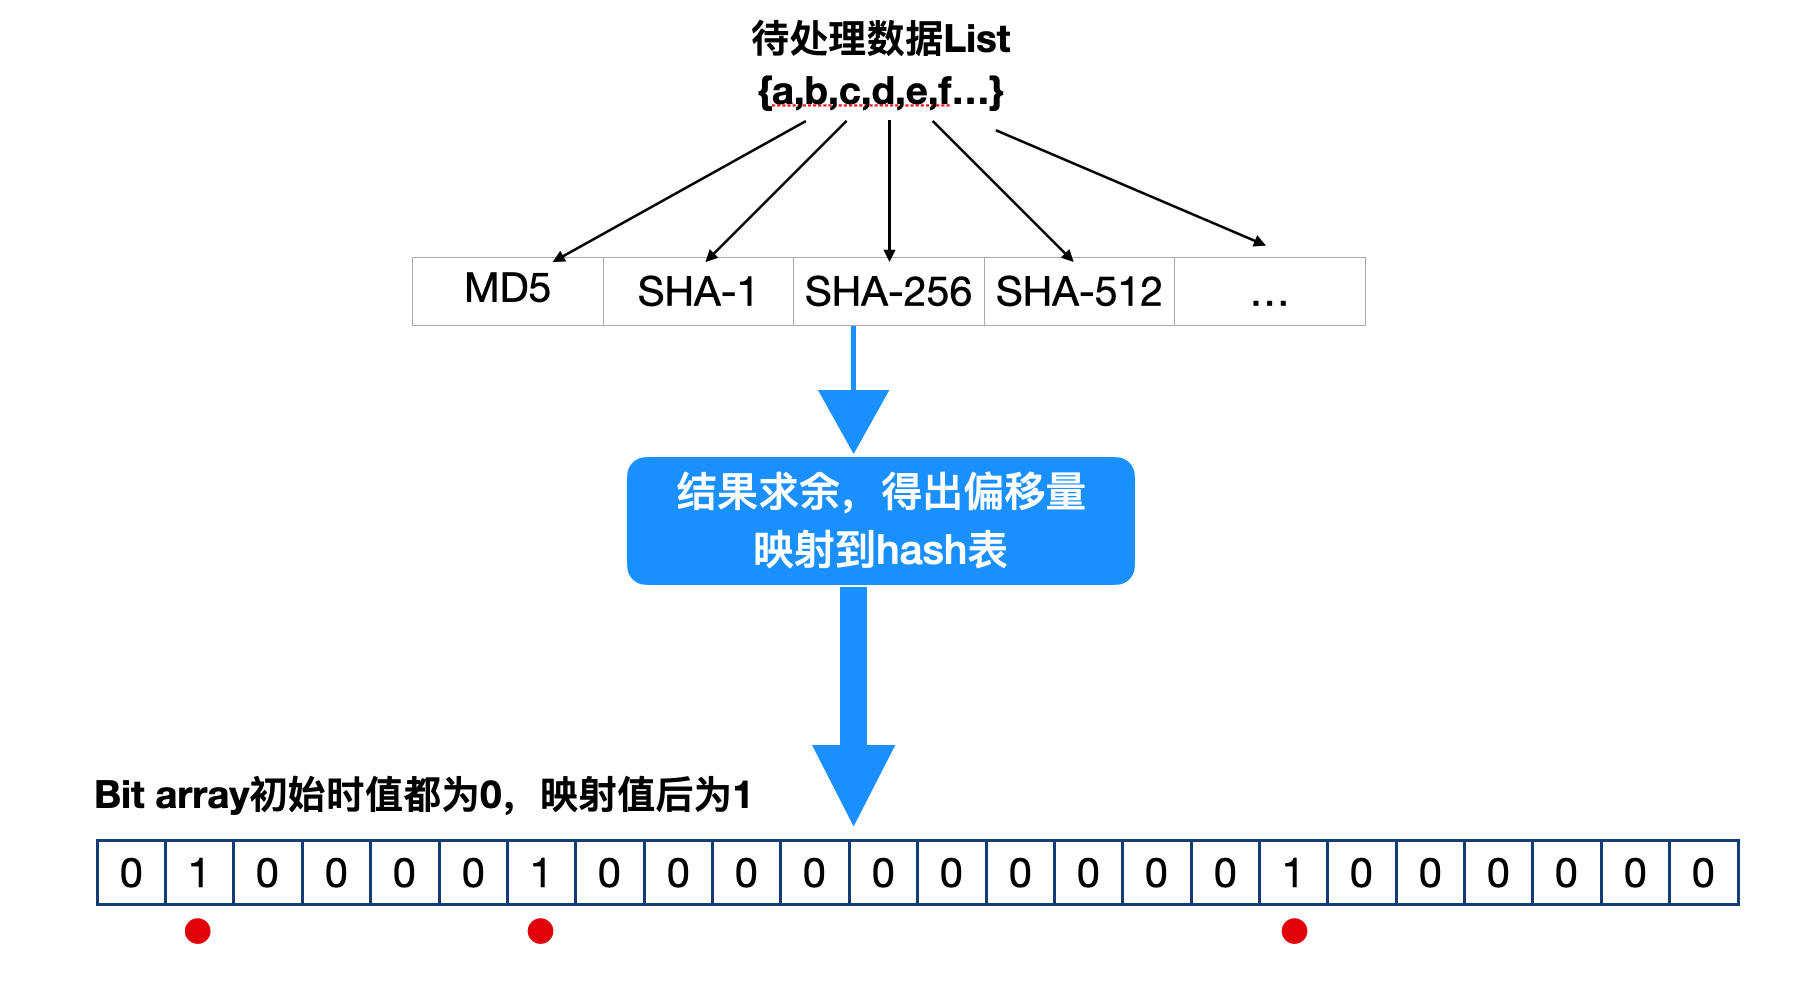 待处理数据List
{a,b,c,d,e,f...}
MD5 SHA-1 SHA-256 SHA-512 ...
结果求余，得出偏移量
映射到hash表
Bit array初始时值都为0，映射值后为1
0 1 0 0 0 0 1 0 0 0 0 0 0 0 0 0 0 1 0 0 0 0 0 0